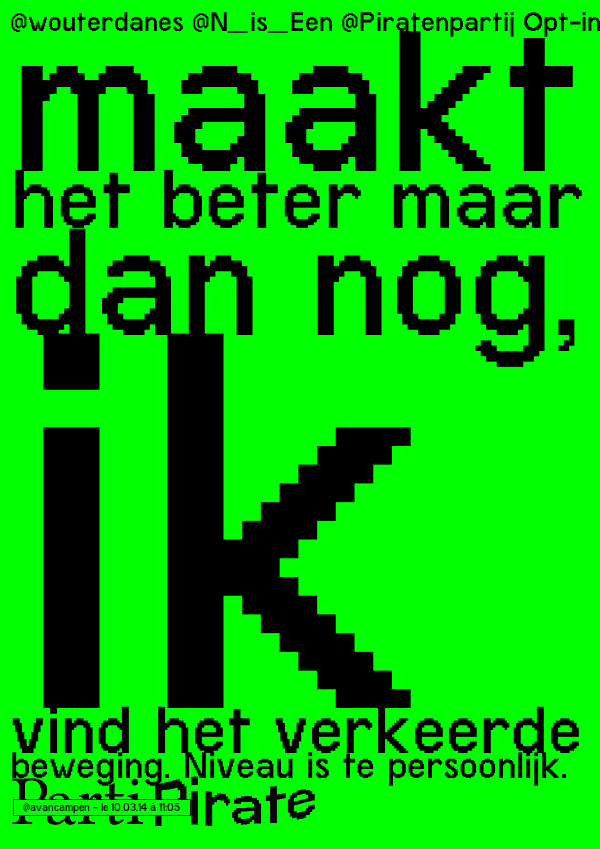 @wouterdanes @N_is_Een @Piratenpartij Opt-in
maakt
het beter maar
dan nog,
ik
vind het verkeerde
beweging. Niveau is te persoonlijk.
Parti Pirate
@avancampen - le 10.03.14 à 11:05